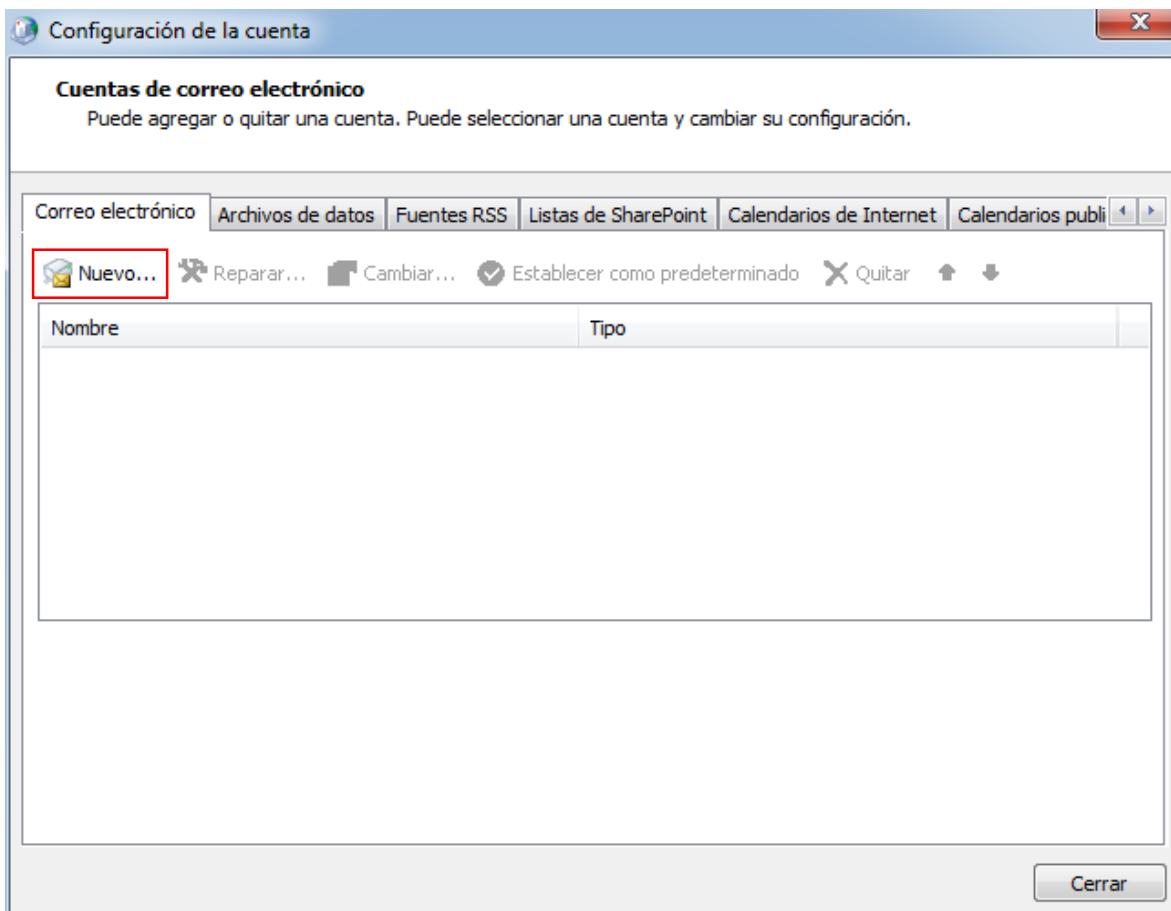 Configuración de la cuenta
Cuentas de correo electrónico
Puede agregar o quitar una cuenta. Puede seleccionar una cuenta y cambiar su configuración.
Correo electrónico Archivos de datos Fuentes RSS Listas de SharePoint Calendarios de Internet Calendarios publi
Nuevo... Reparar... Cambiar... Establecer como predeterminado Quitar
Nombre Tipo
Cerrar